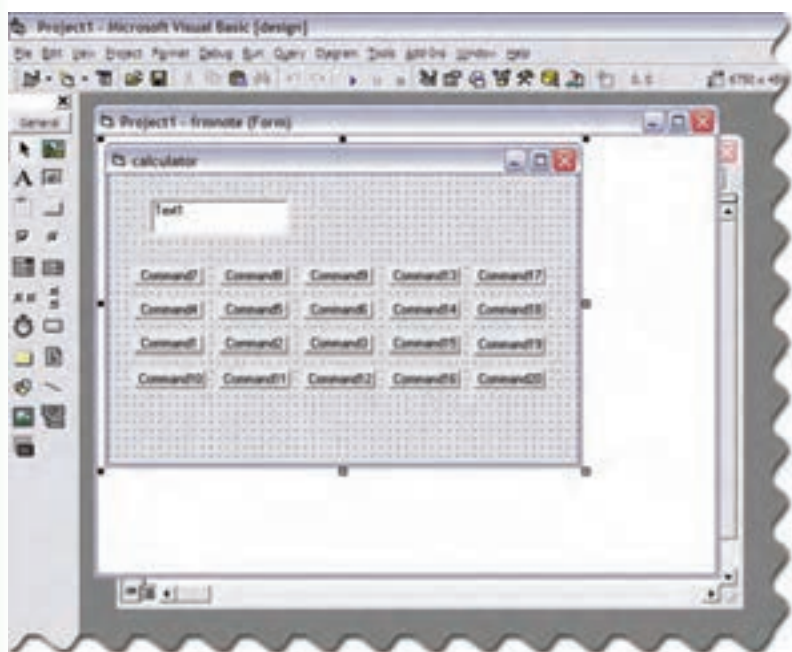 Project1 - Microsoft Visual Basic [design]
File Edit View Project Format Debug Run Query Diagram Tools Add-Ins Window Help
General
Project1 - frmnote (Form)
calculator
Text1
Command7 Command8 Command9 Command13 Command17
Command4 Command5 Command6 Command14 Command18
Command1 Command2 Command3 Command15 Command19
Command10 Command11 Command12 Command16 Command20